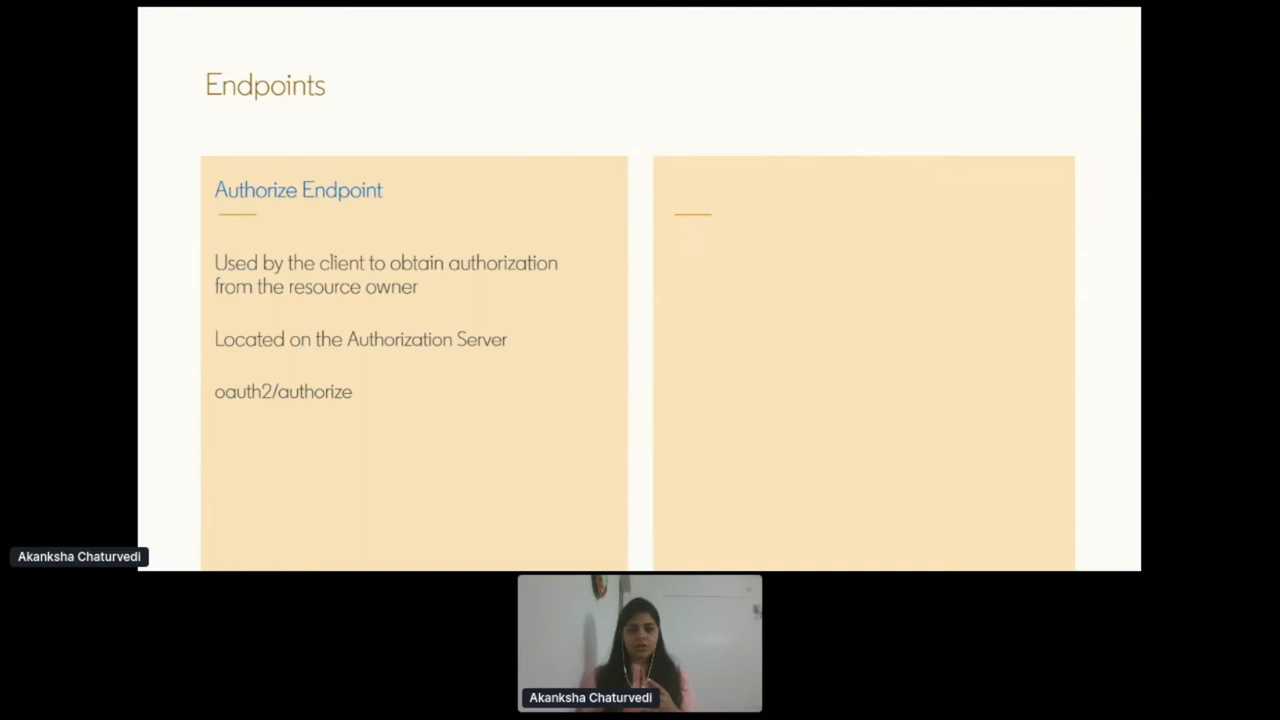 Endpoints
Authorize Endpoint
Used by the client to obtain authorization
from the resource owner
Located on the Authorization Server
oauth2/authorize
Akanksha Chaturvedi
Akanksha Chaturvedi